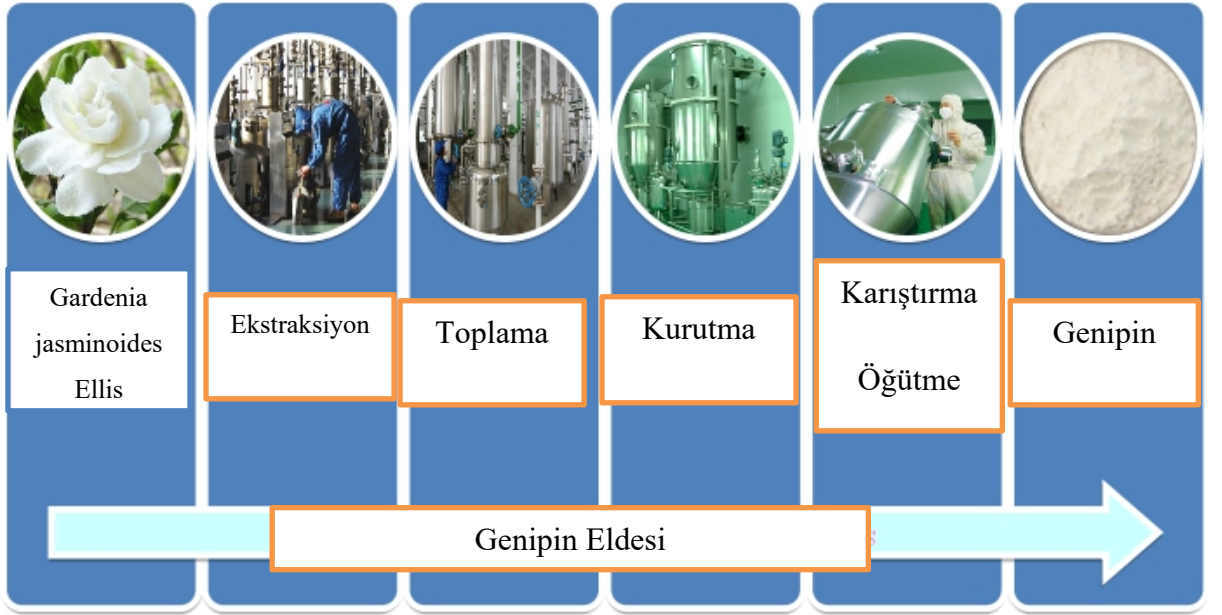 Gardenia
jasminoides
Ellis
Ekstraksiyon
Toplama
Kurutma
Karıştırma
Öğütme
Genipin
Genipin Eldesi